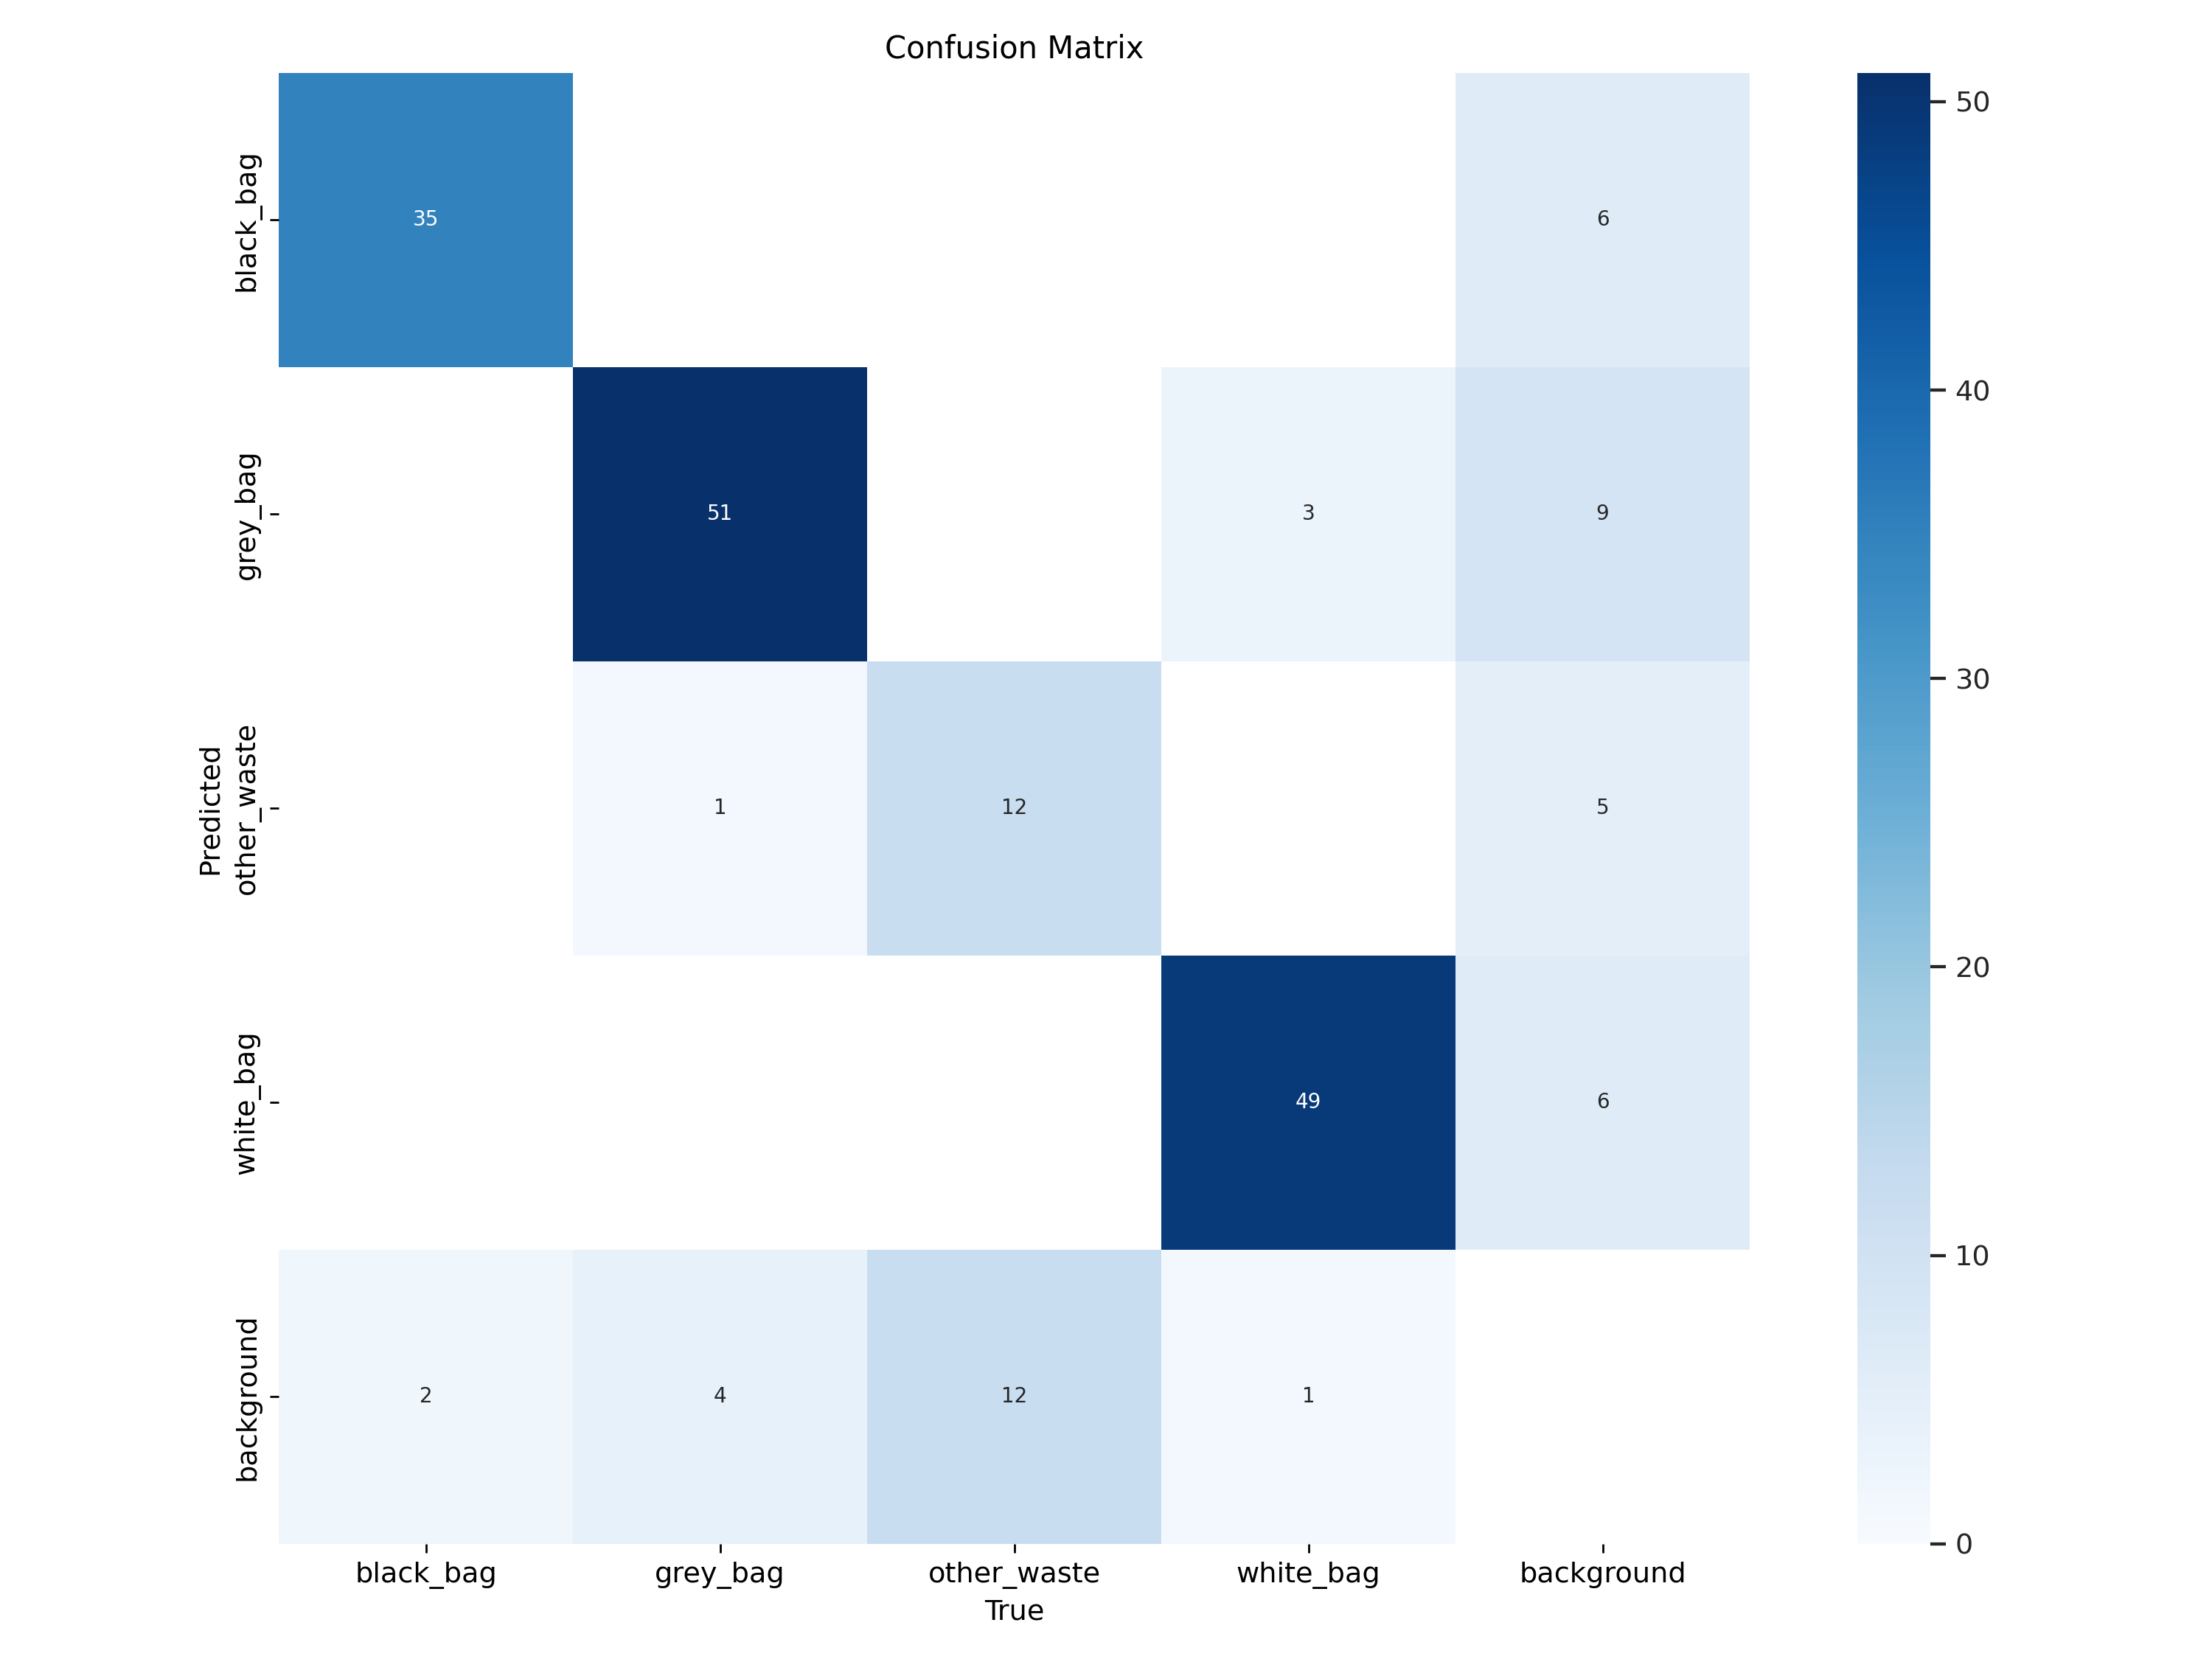 Confusion Matrix
black_bag
35
6
grey_bag
51
3
9
Predicted
other_waste
1
12
5
white_bag
49
6
background
2
4
12
1
black_bag
grey_bag
other_waste
white_bag
background
True
50
40
30
20
10
0